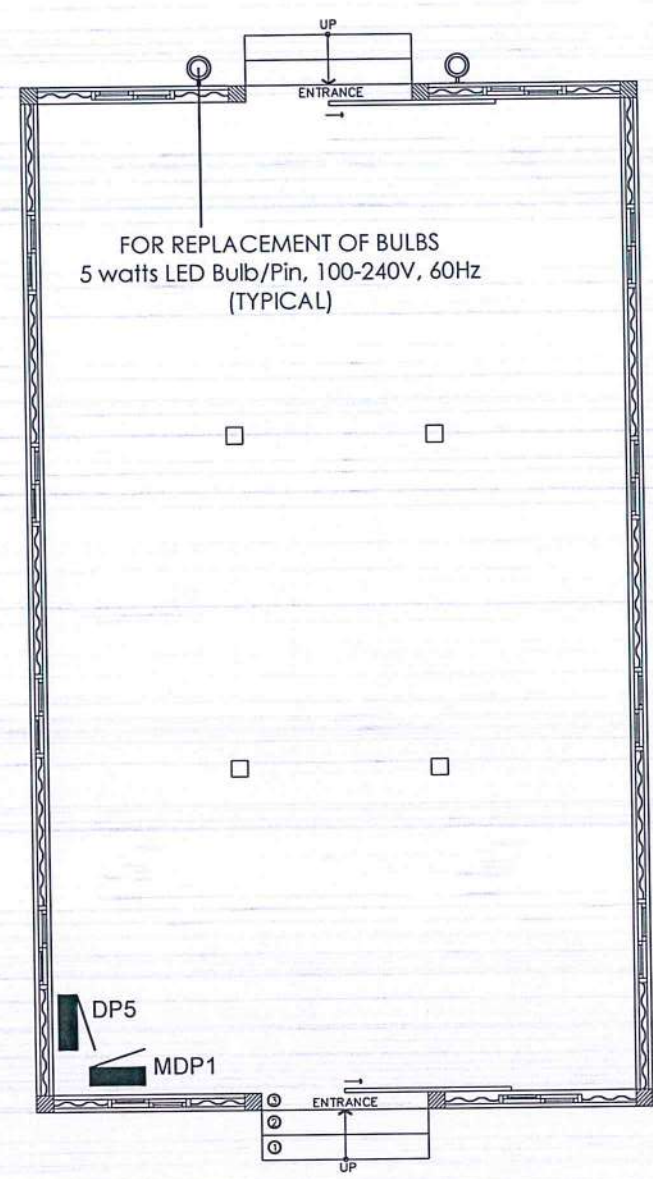 UP
ENTRANCE
FOR REPLACEMENT OF BULBS
5 watts LED Bulb/Pin, 100-240V, 60Hz
(TYPICAL)
DP5
MDP1
③
ENTRANCE
②
①
UP